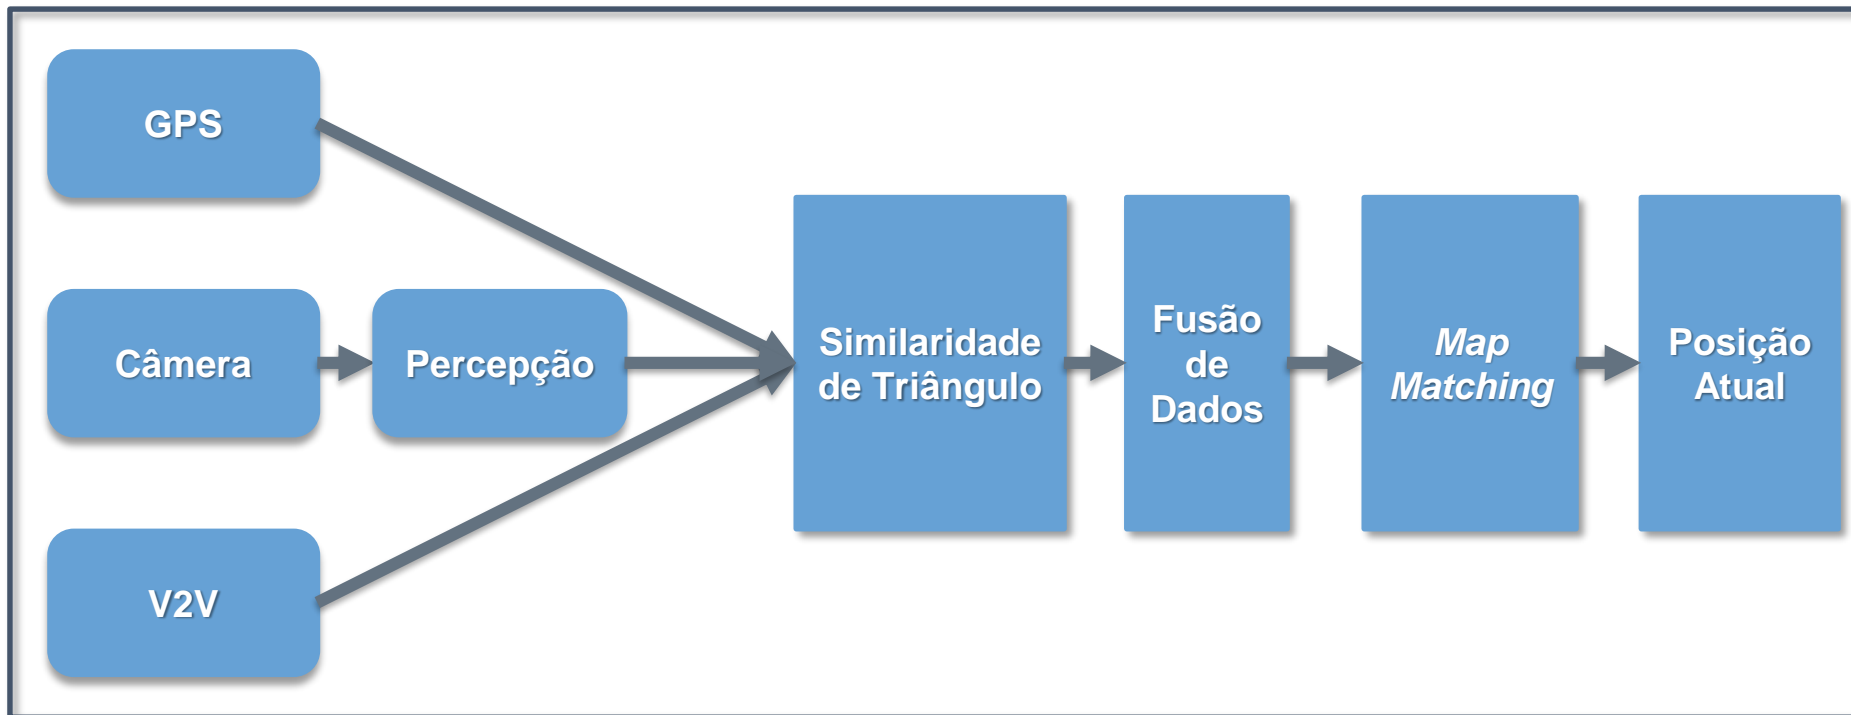 GPS
Câmera
Percepção
V2V
Similaridade
de Triângulo
Fusão
de
Dados
Map
Matching
Posição
Atual